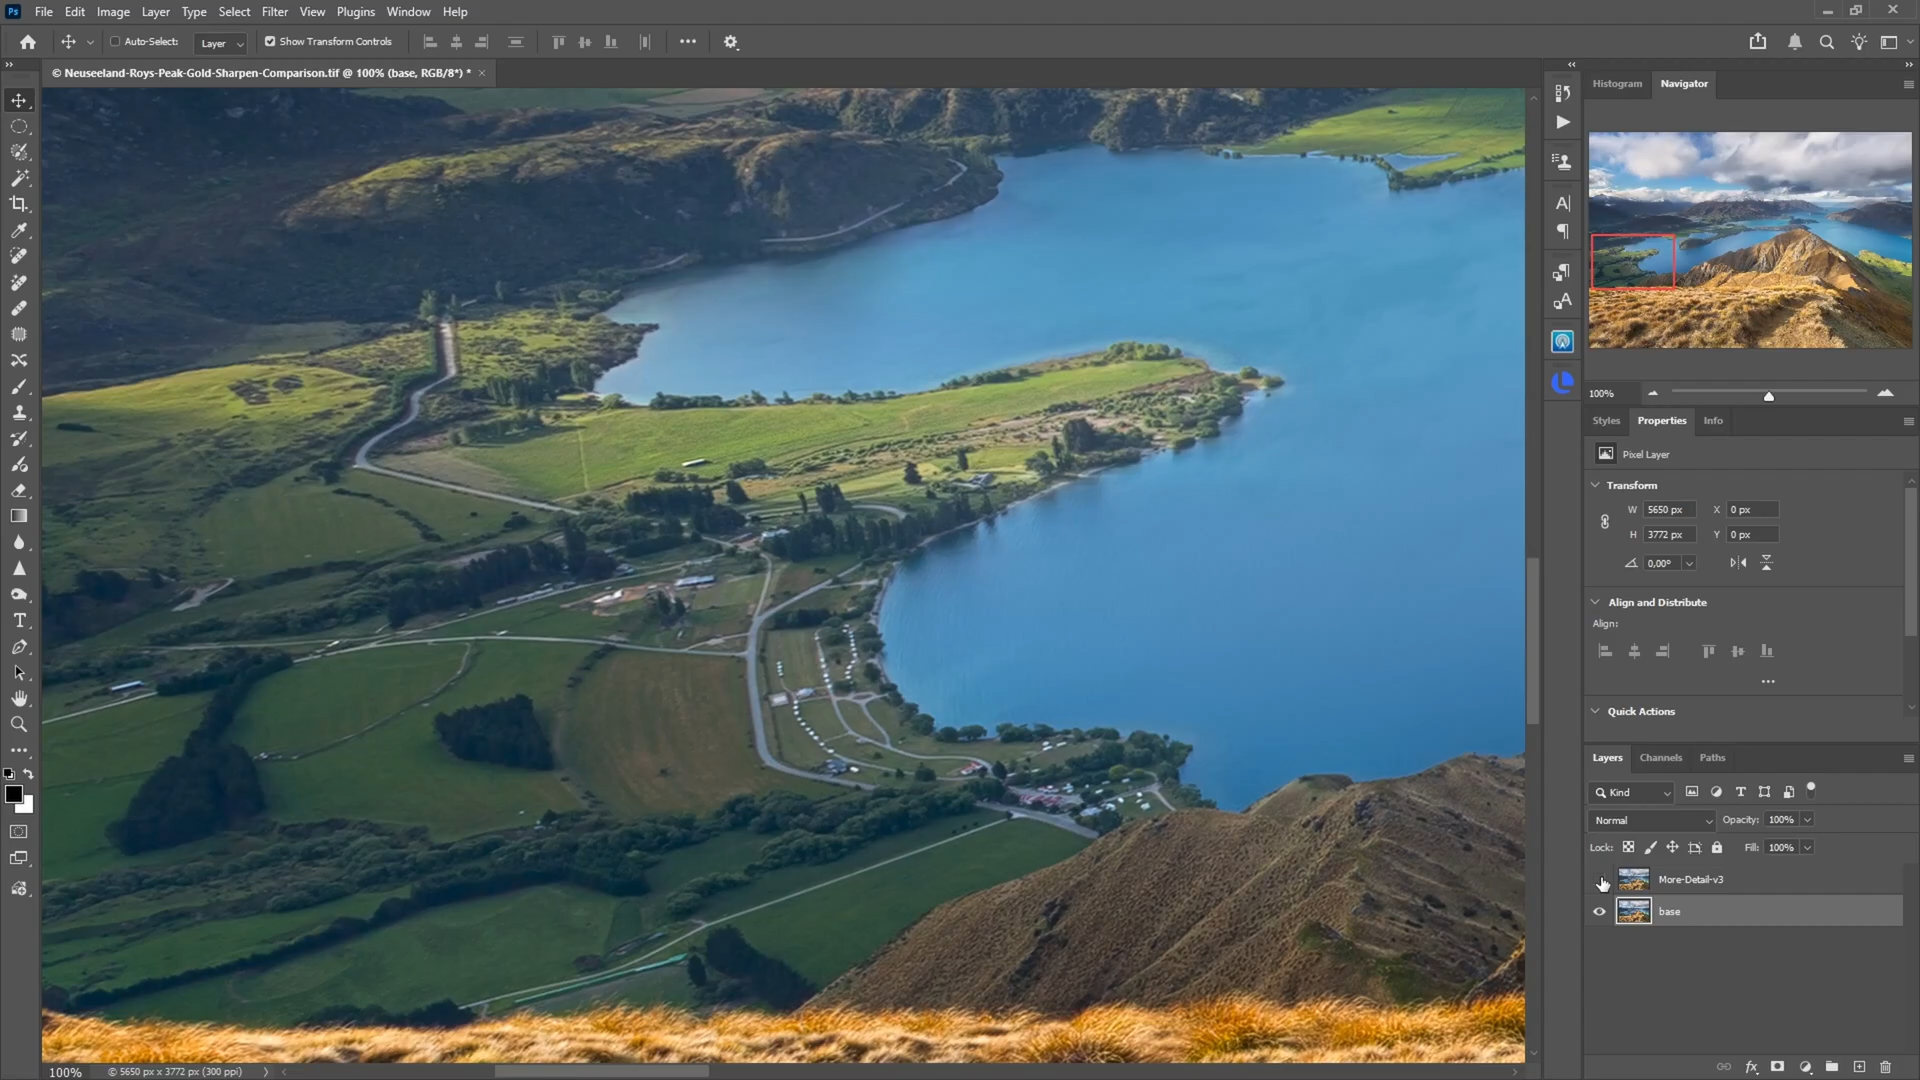 Ps File Edit Image Layer Type Select Filter View Plugins Window Help
Auto-Select: Layer Show Transform Controls
© Neuseeland-Roys-Peak-Gold-Sharpen-Comparison.tif @ 100% (base, RGB/8*) *
Histogram Navigator
100%
Styles Properties Info
Pixel Layer
Transform
W 5650 px X 0 px
H 3772 px Y 0 px
0,00°
Align and Distribute
Align:
Quick Actions
Layers Channels Paths
Kind
Normal Opacity: 100%
Lock: Fill: 100%
More-Detail-v3
base
100% © 5650 px x 3772 px (300 ppi)